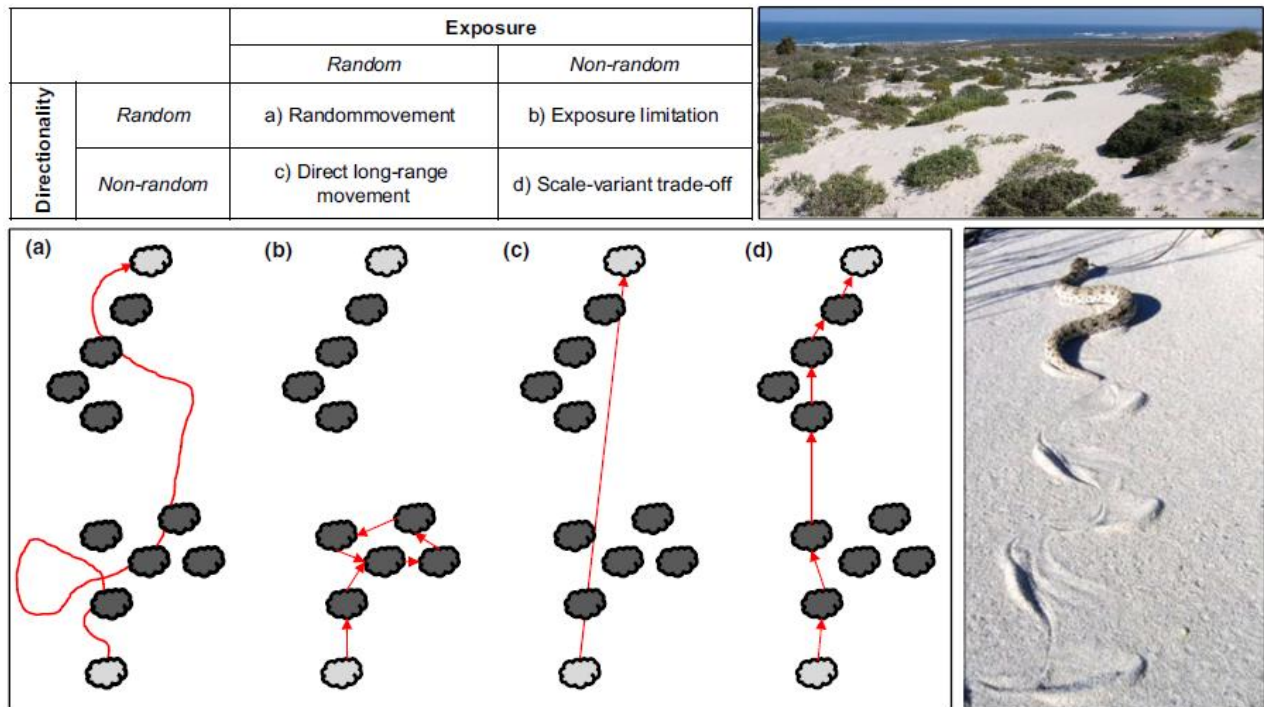 Exposure
Random Non-random
Directionality
Random a) Randommovement b) Exposure limitation
Non-random c) Direct long-range movement d) Scale-variant trade-off
(a) (b) (c) (d)